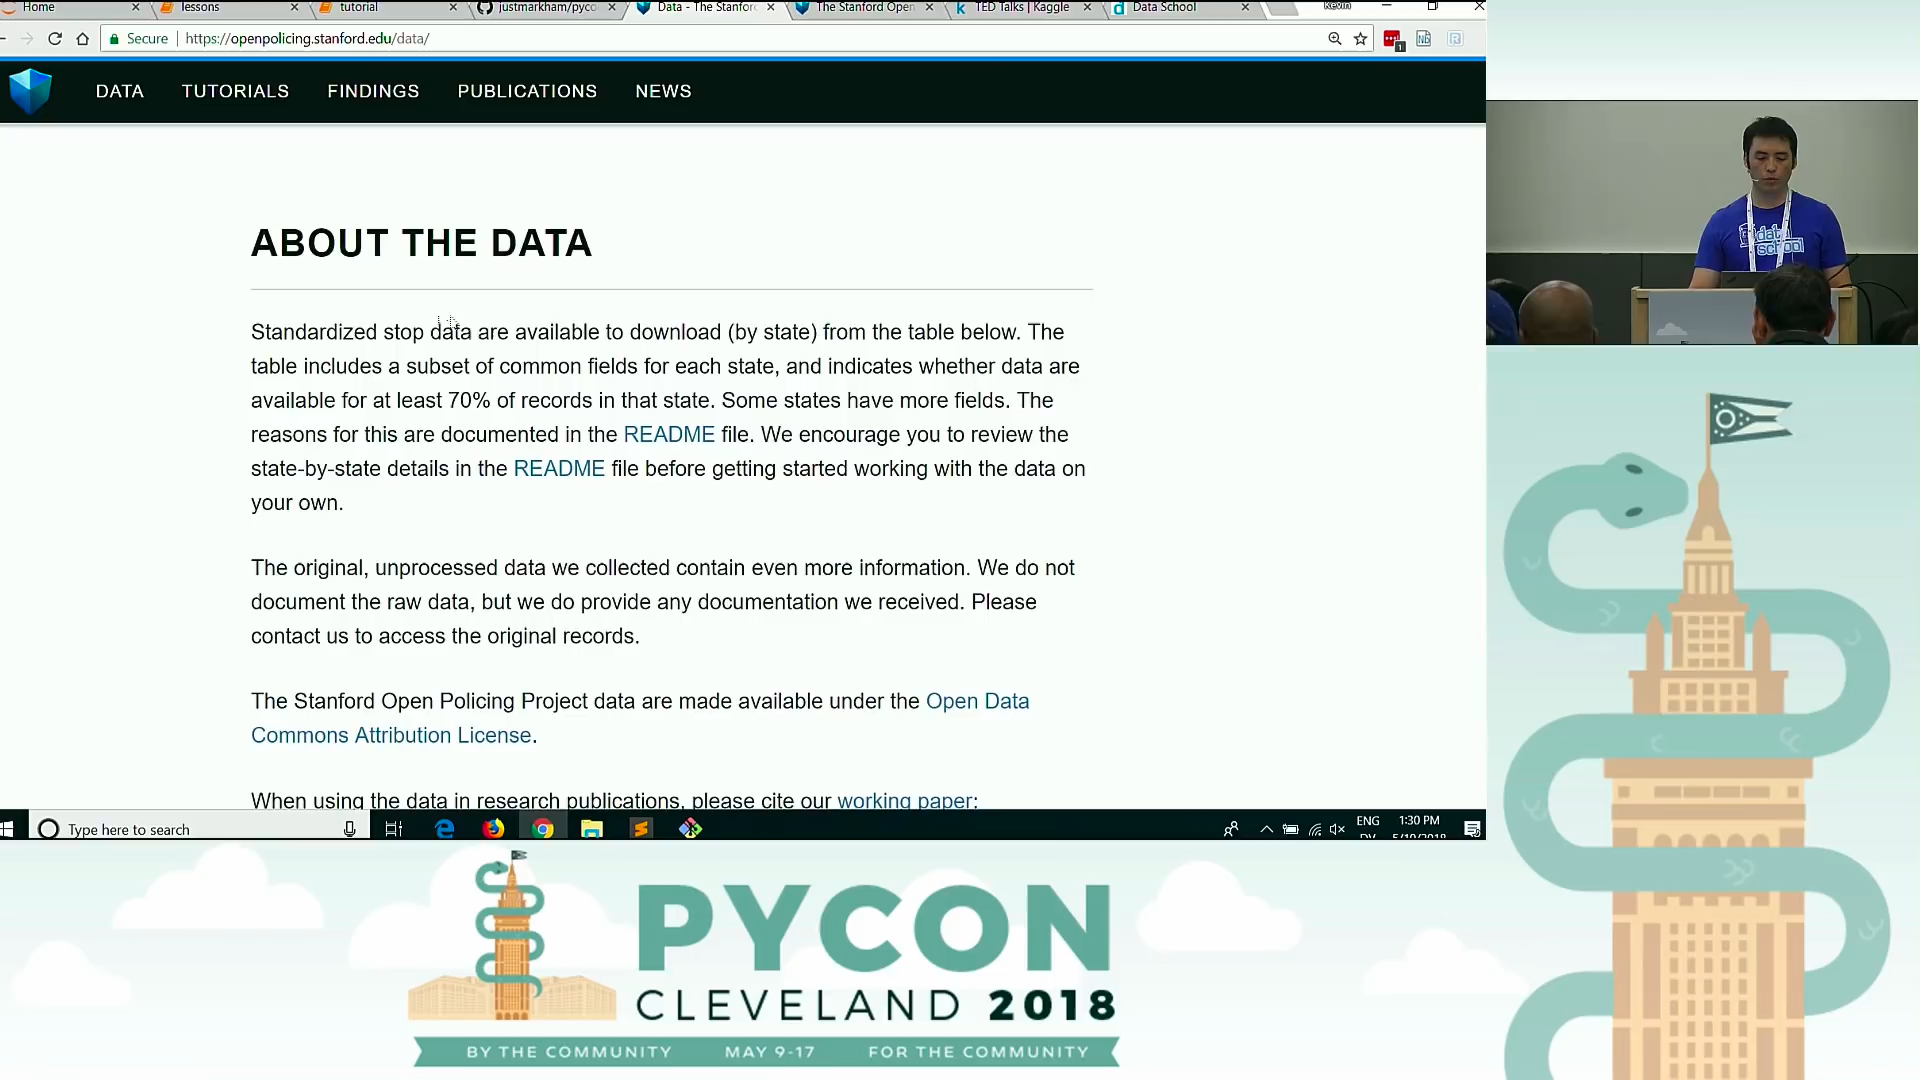 Home
lessons
tutorial
justmarkham/pyco
Data - The Stanfor
The Stanford Open
TED Talks | Kaggle
Data School
Kevin
Secure
https://openpolicing.stanford.edu/data/
DATA
TUTORIALS
FINDINGS
PUBLICATIONS
NEWS
ABOUT THE DATA
Standardized stop data are available to download (by state) from the table below. The
table includes a subset of common fields for each state, and indicates whether data are
available for at least 70% of records in that state. Some states have more fields. The
reasons for this are documented in the README file. We encourage you to review the
state-by-state details in the README file before getting started working with the data on
your own.
The original, unprocessed data we collected contain even more information. We do not
document the raw data, but we do provide any documentation we received. Please
contact us to access the original records.
The Stanford Open Policing Project data are made available under the Open Data
Commons Attribution License.
When using the data in research publications, please cite our working paper:
Type here to search
ENG
1:30 PM
5/10/2018
data
school
PYCON
CLEVELAND 2018
BY THE COMMUNITY
MAY 9-17
FOR THE COMMUNITY